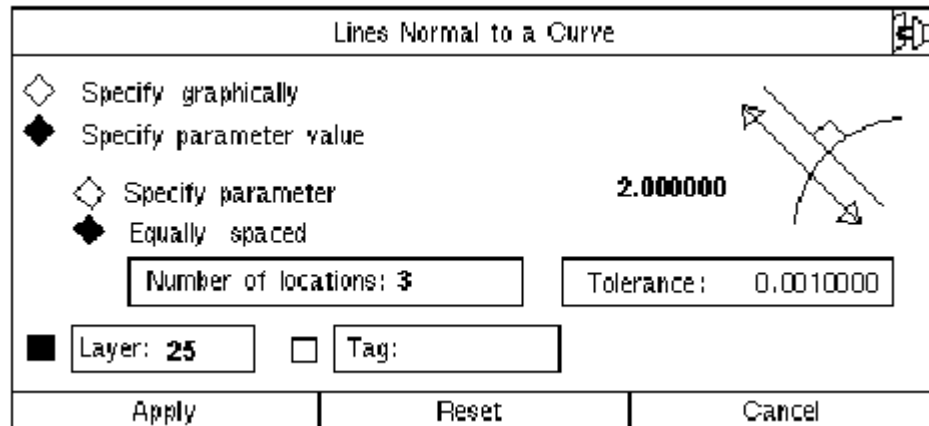 Lines Normal to a Curve
Specify graphically
Specify parameter value
Specify parameter
2.000000
Equally spaced
Number of locations: 3
Tolerance: 0.0010000
Layer: 25
Tag:
Apply Reset Cancel